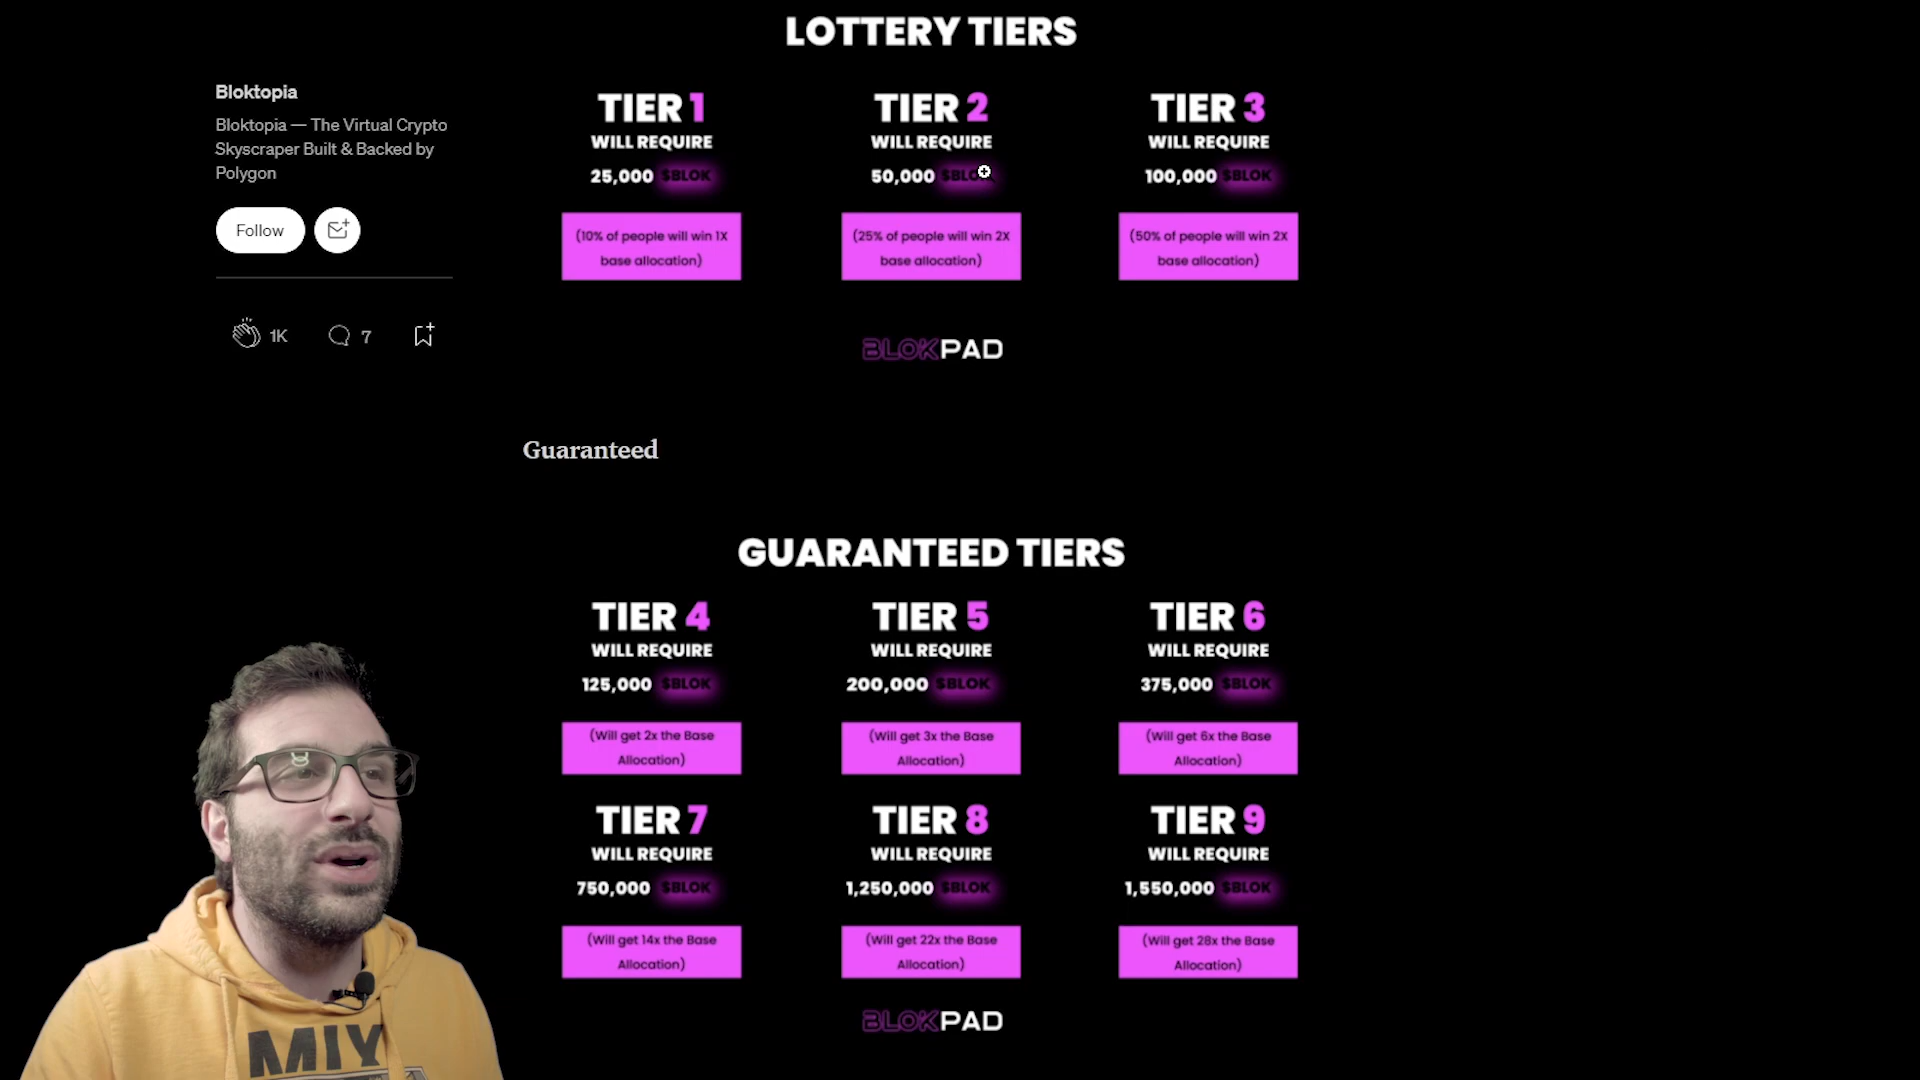 LOTTERY TIERS
Bloktopia
Bloktopia — The Virtual Crypto
Skyscraper Built & Backed by
Polygon
Follow
1K
7
TIER 1
WILL REQUIRE
25,000 $BLOK
(10% of people will win 1X
base allocation)
TIER 2
WILL REQUIRE
50,000 $BLOK
(25% of people will win 2X
base allocation)
TIER 3
WILL REQUIRE
100,000 $BLOK
(50% of people will win 2X
base allocation)
BLOKPAD
Guaranteed
GUARANTEED TIERS
TIER 4
WILL REQUIRE
125,000 $BLOK
(Will get 2x the Base
Allocation)
TIER 5
WILL REQUIRE
200,000 $BLOK
(Will get 3x the Base
Allocation)
TIER 6
WILL REQUIRE
375,000 $BLOK
(Will get 6x the Base
Allocation)
TIER 7
WILL REQUIRE
750,000 $BLOK
(Will get 14x the Base
Allocation)
TIER 8
WILL REQUIRE
1,250,000 $BLOK
(Will get 22x the Base
Allocation)
TIER 9
WILL REQUIRE
1,550,000 $BLOK
(Will get 28x the Base
Allocation)
BLOKPAD